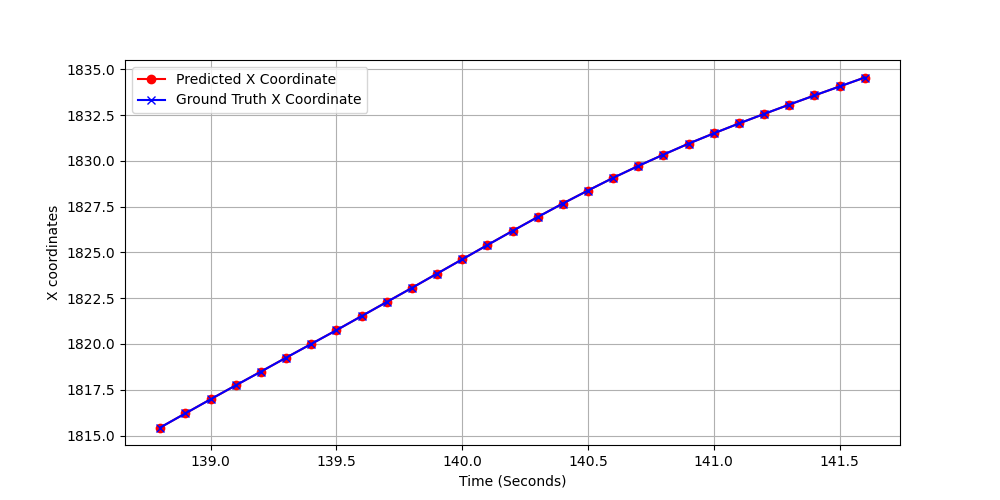 Predicted X Coordinate
Ground Truth X Coordinate
1835.0
1832.5
1830.0
1827.5
1825.0
1822.5
1820.0
1817.5
1815.0
X coordinates
139.0 139.5 140.0 140.5 141.0 141.5
Time (Seconds)